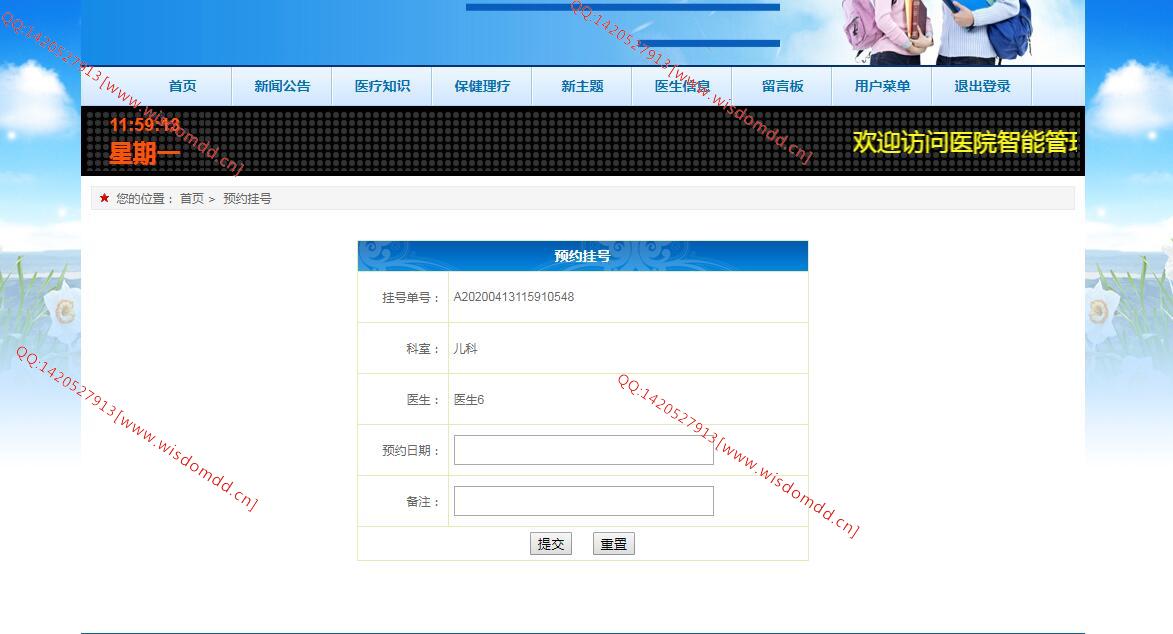 首页 新闻公告 医疗知识 保健理疗 新主题 医生信息 留言板 用户菜单 退出登录
11:59:13
星期一
欢迎访问医院智能管
您的位置： 首页 > 预约挂号
预约挂号
挂号单号： A20200413115910548
科室： 儿科
医生： 医生6
预约日期：
备注：
提交 重置
QQ:1420527913[www.wisdomdd.cn]
QQ:1420527913[www.wisdomdd.cn]
QQ:1420527913[www.wisdomdd.cn]
QQ:1420527913[www.wisdomdd.cn]